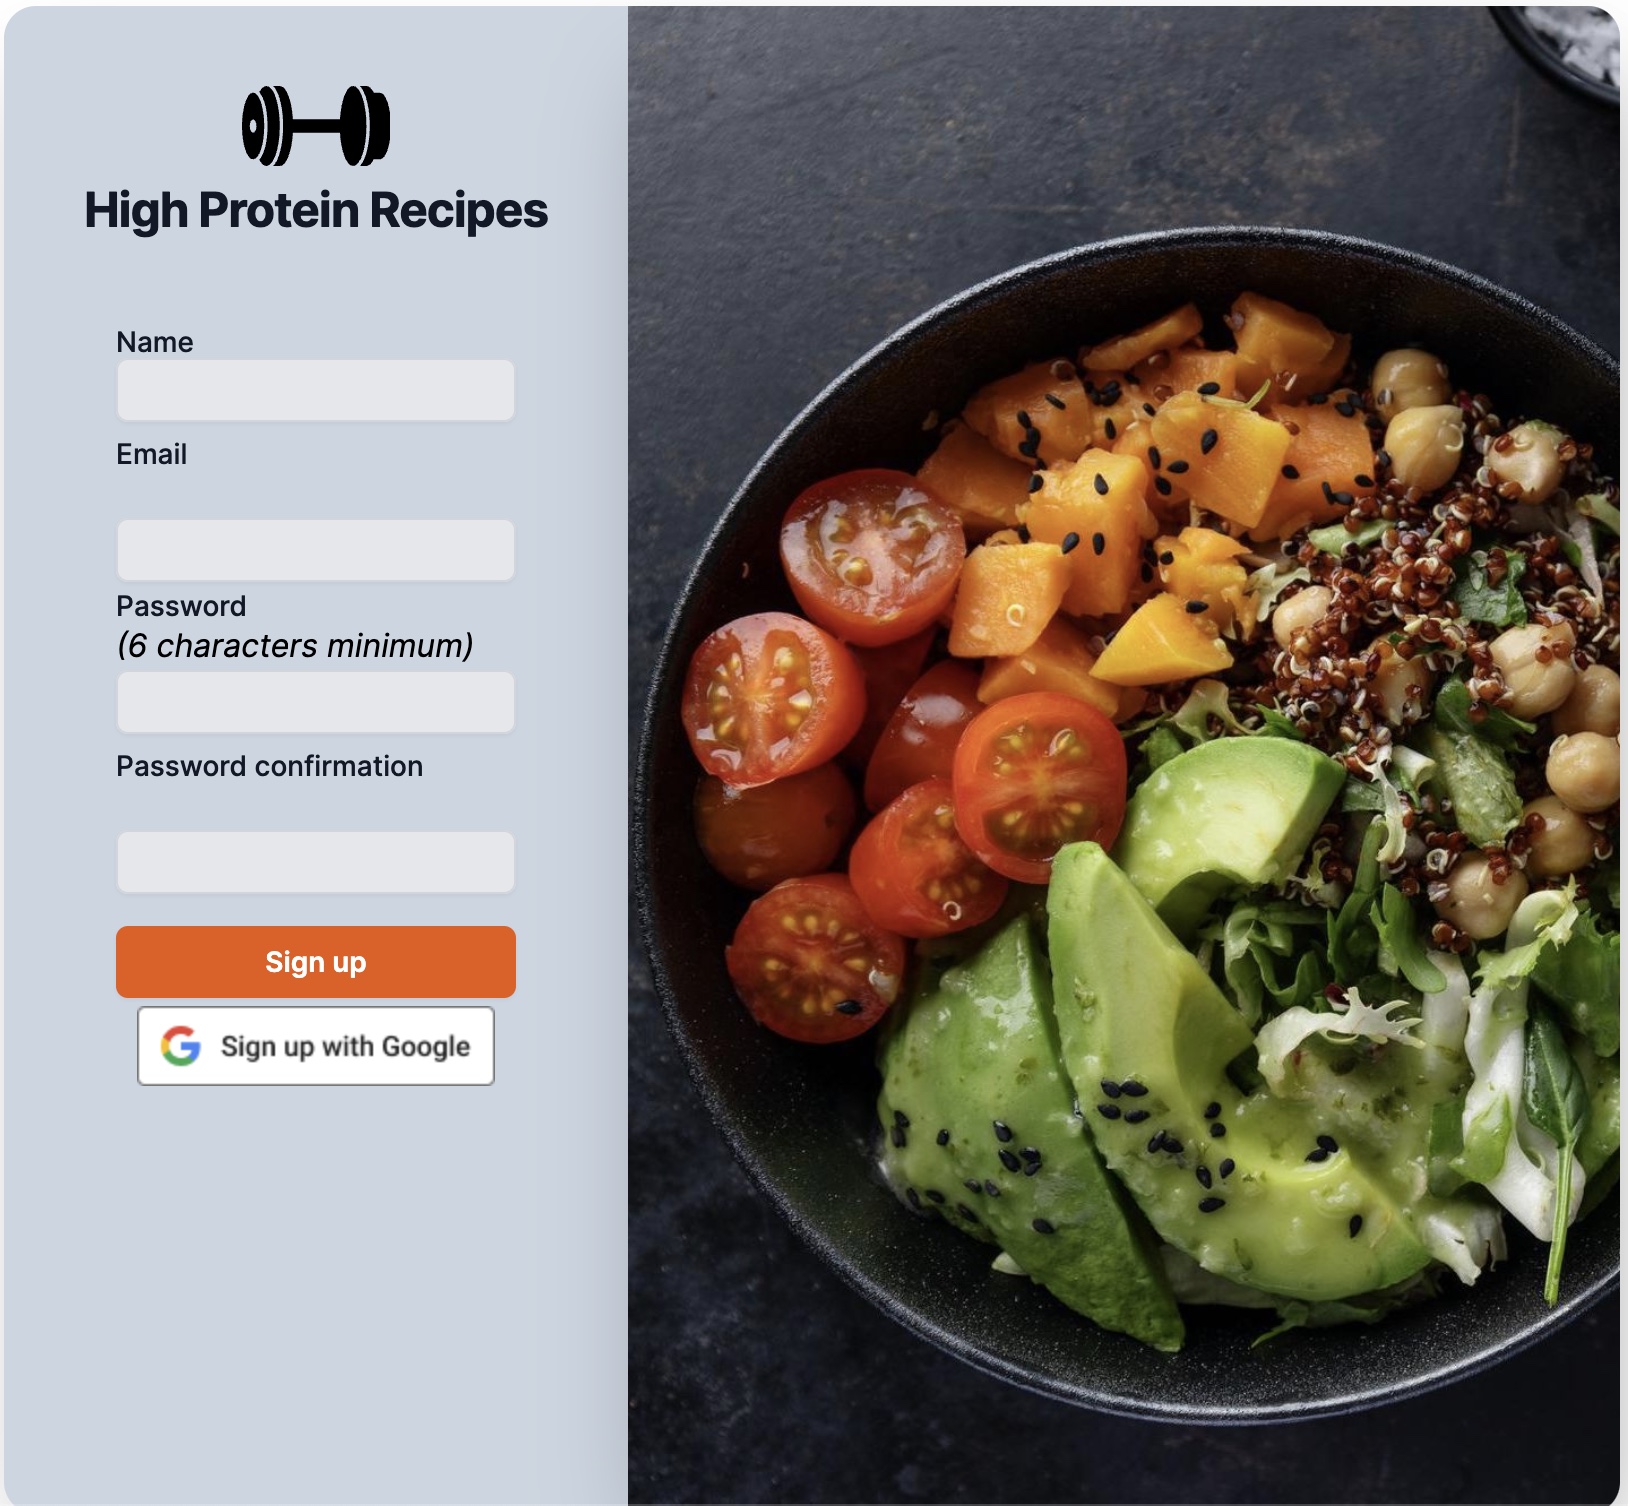 High Protein Recipes
Name
Email
Password
(6 characters minimum)
Password confirmation
Sign up
Sign up with Google